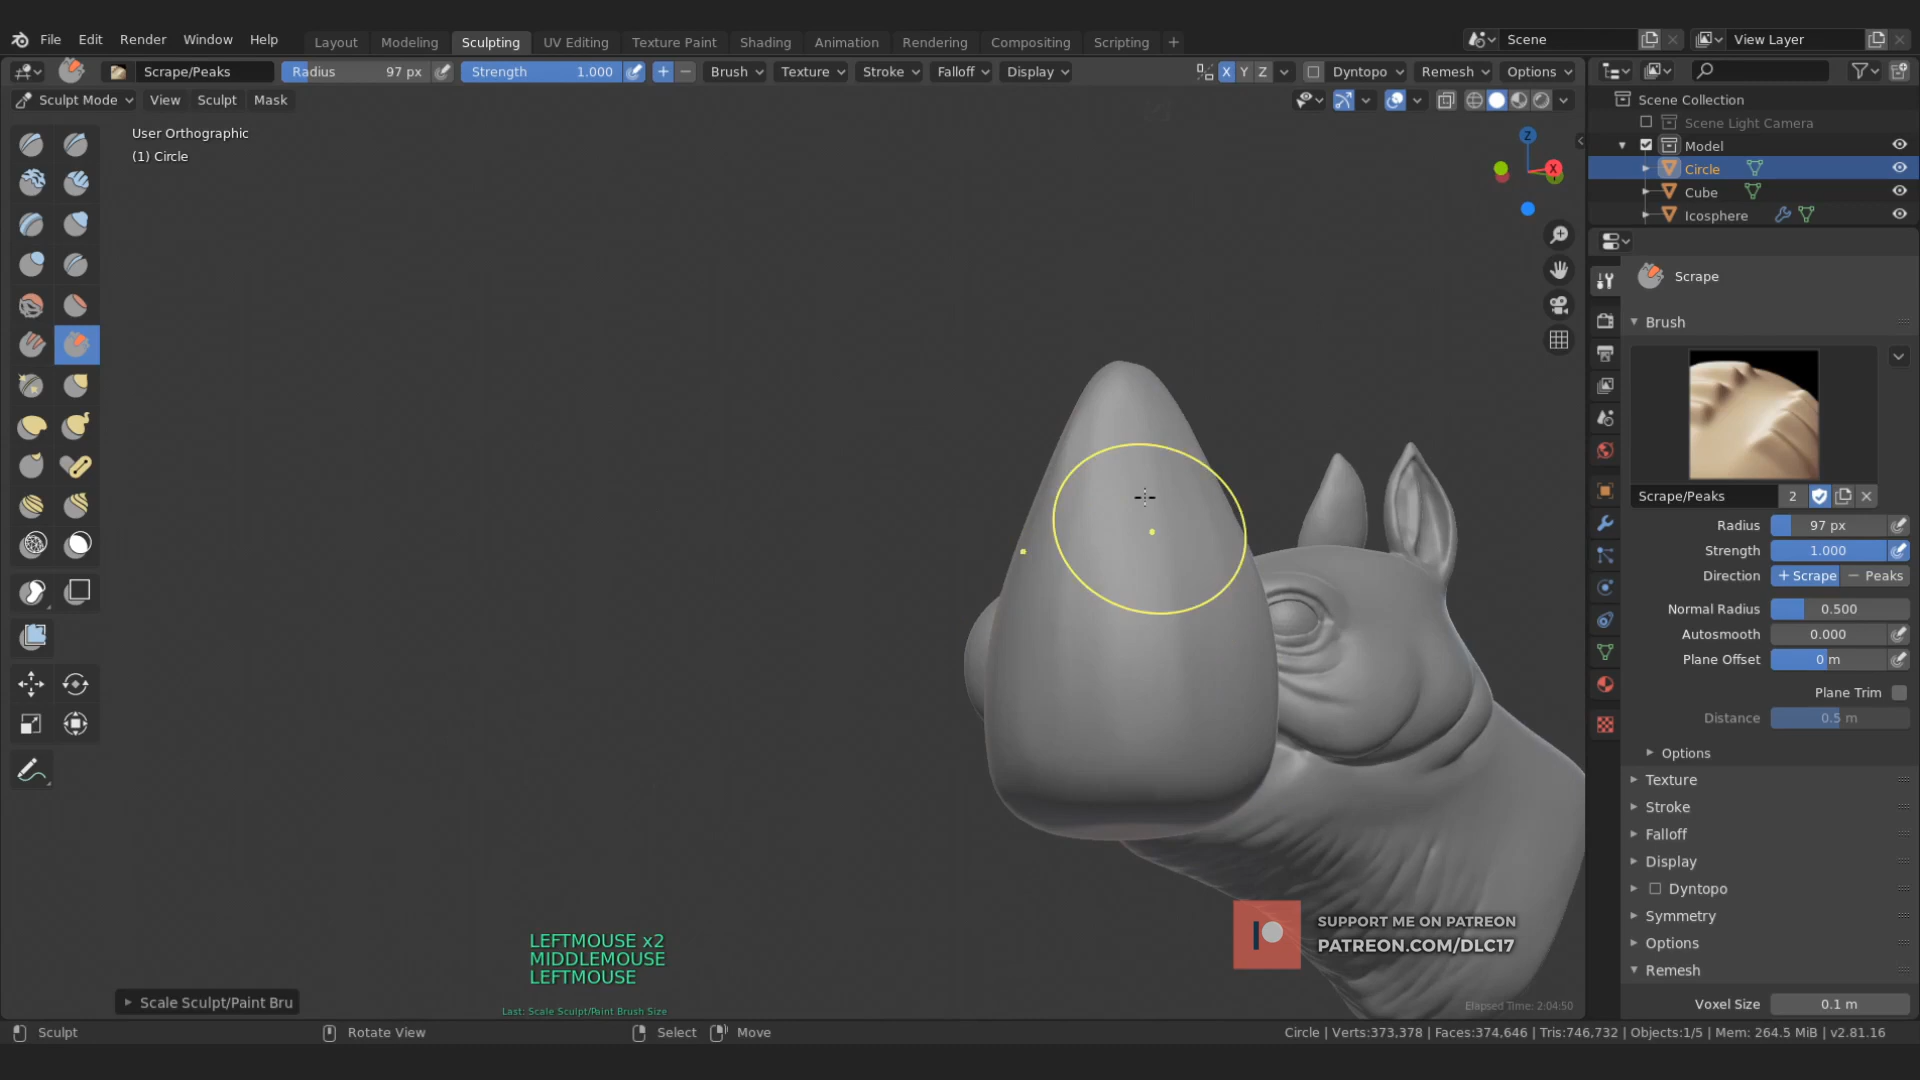 File Edit Render Window Help Layout Modeling Sculpting UV Editing Texture Paint Shading Animation Rendering Compositing Scripting + Scene View Layer
Scrape/Peaks Radius 97 px Strength 1.000 + − Brush Texture Stroke Falloff Display X Y Z Dyntopo Remesh Options
Sculpt Mode View Sculpt Mask
User Orthographic
(1) Circle
Z
X
Scene Collection
Scene Light Camera
Model
Circle
Cube
Icosphere
Scrape
Brush
Scrape/Peaks 2
Radius 97 px
Strength 1.000
Direction + Scrape − Peaks
Normal Radius 0.500
Autosmooth 0.000
Plane Offset 0 m
Plane Trim
Distance 0.5 m
Options
Texture
Stroke
Falloff
Display
Dyntopo
Symmetry
Options
Remesh
Voxel Size 0.1 m
SUPPORT ME ON PATREON
PATREON.COM/DLC17
LEFTMOUSE x2
MIDDLEMOUSE
LEFTMOUSE
Scale Sculpt/Paint Bru
Last: Scale Sculpt/Paint Brush Size
Elapsed Time: 2:04:50
Sculpt Rotate View Select Move Circle | Verts:373,378 | Faces:374,646 | Tris:746,732 | Objects:1/5 | Mem: 264.5 MiB | v2.81.16